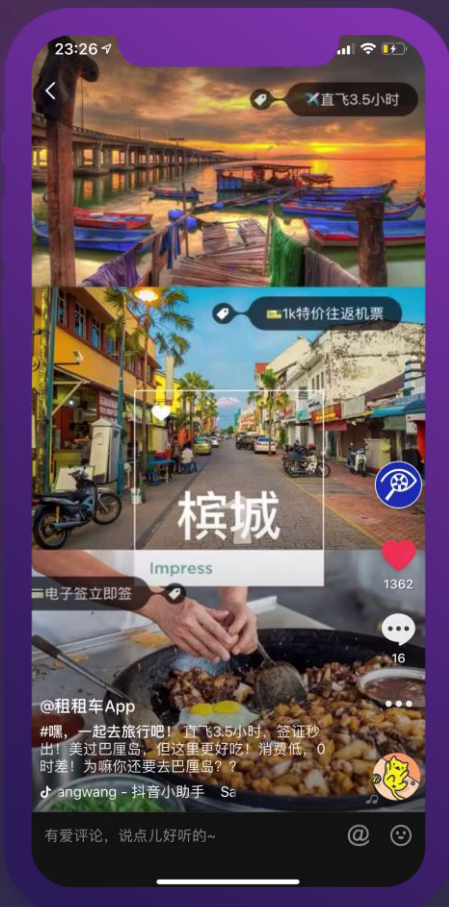 23:26
✈️直飞3.5小时
🎫1k特价往返机票
槟城
Impress
电子签立即签
1362
16
@租租车App
#嘿，一起去旅行吧！ 直飞3.5小时，签证秒
出！美过巴厘岛，但这里更好吃！消费低，0
时差！为嘛你还要去巴厘岛？？
angwang - 抖音小助手 Sa
有爱评论，说点儿好听的~
@